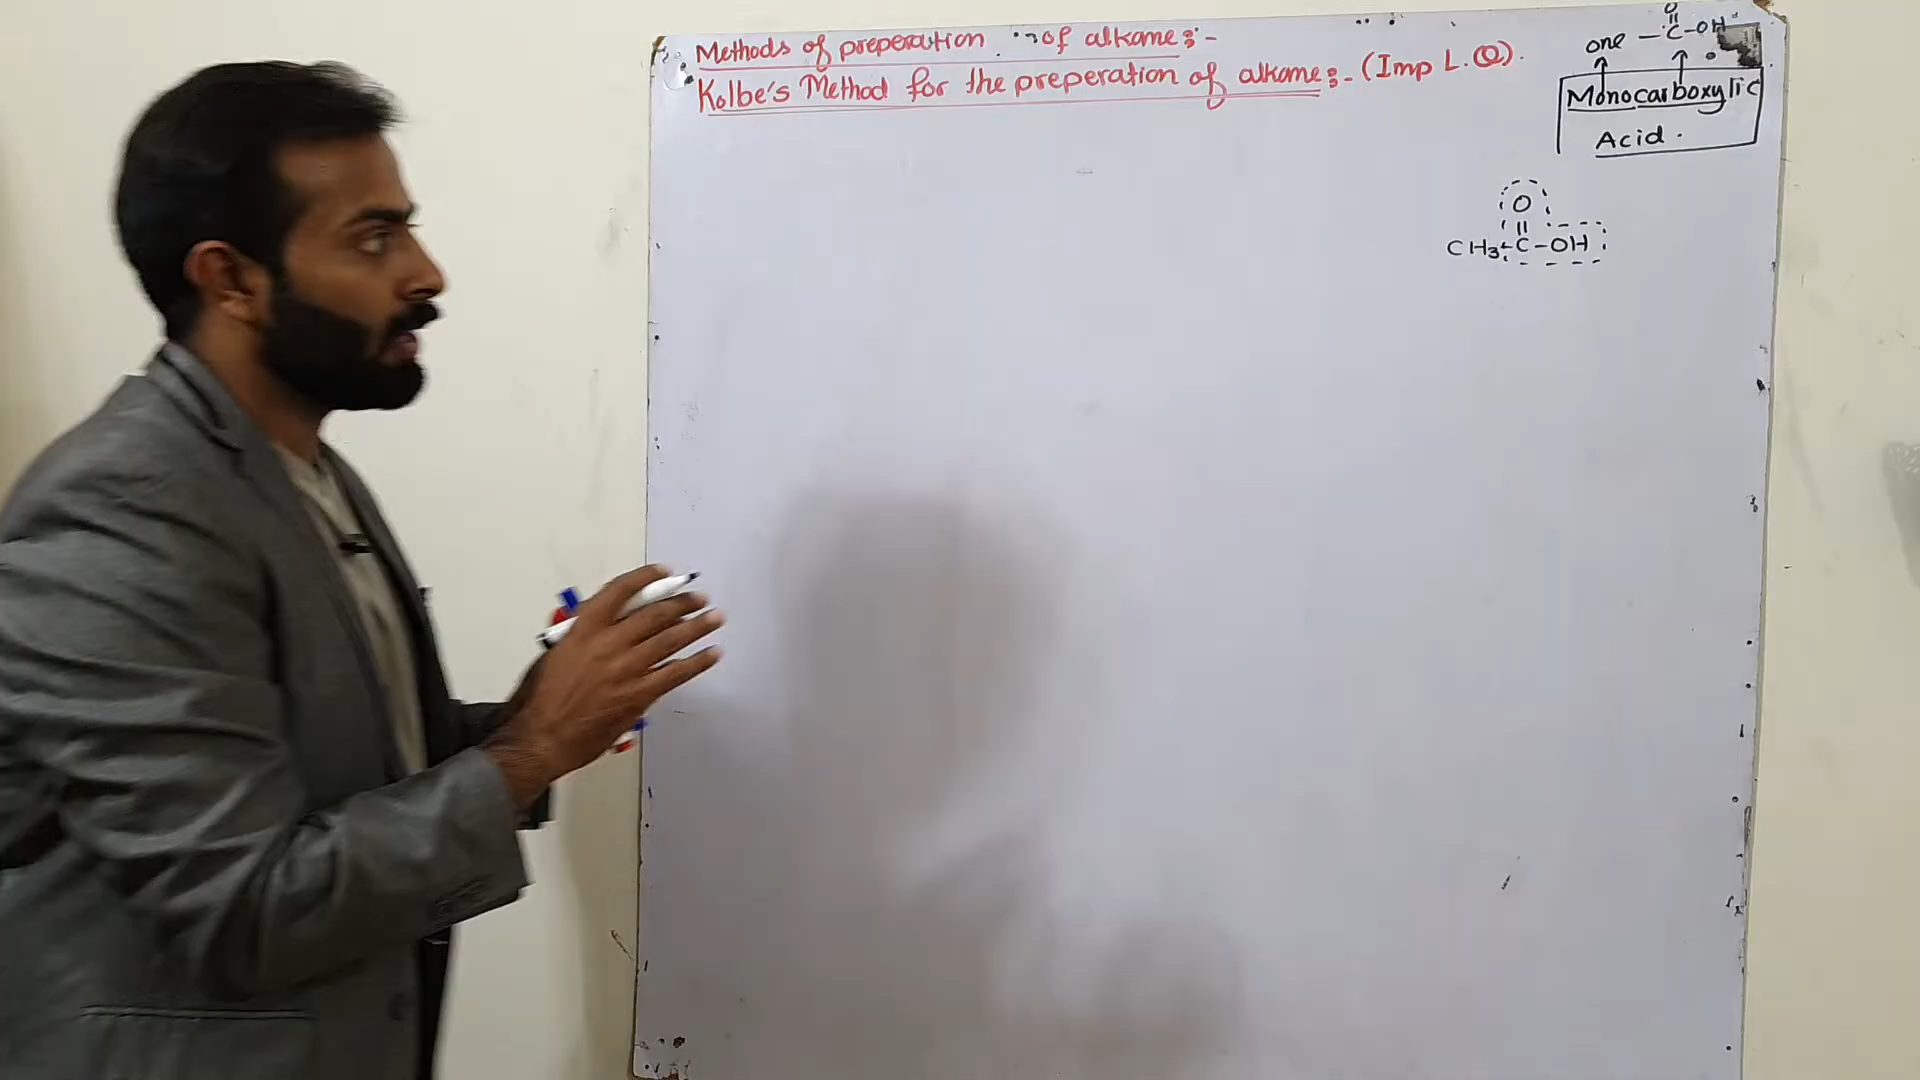 Methods of preperation of alkane:-
Kolbe's Method for the preperation of alkane:- (Imp L.Q).
O
||
one -C-OH
Monocarboxylic
Acid.
O
||
CH3-C-OH